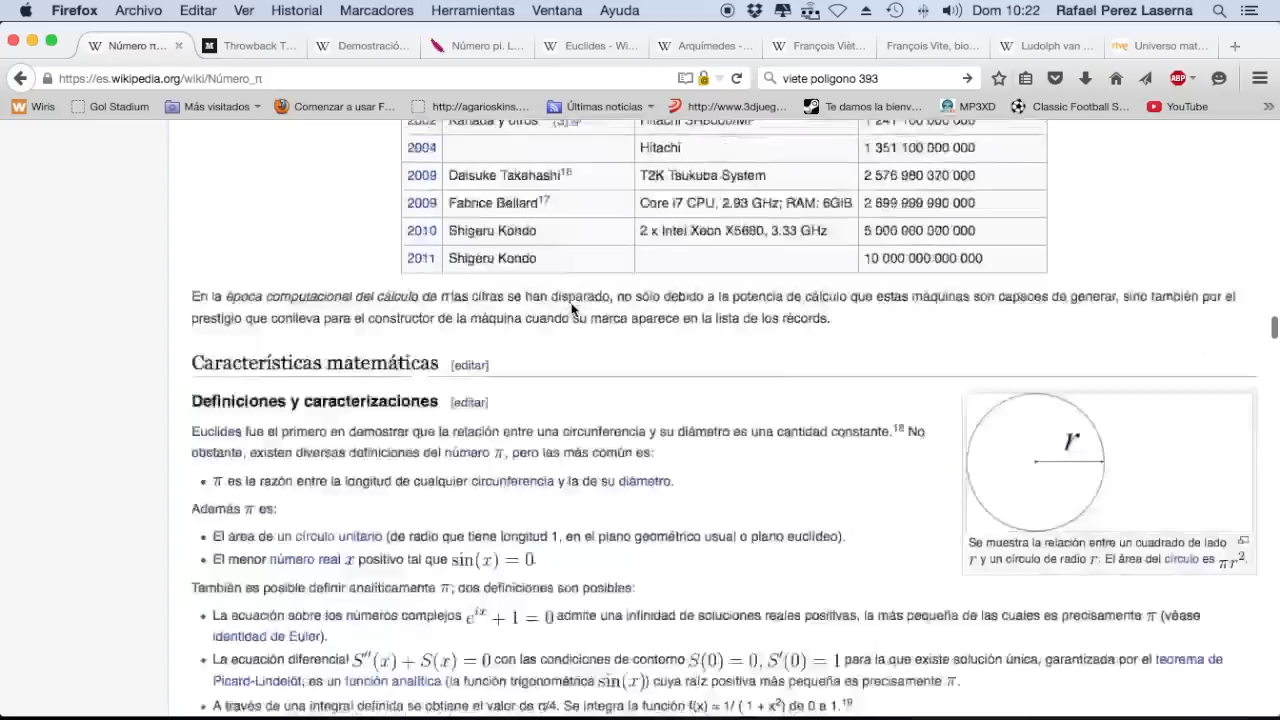 Firefox Archivo Editar Ver Historial Marcadores Herramientas Ventana Ayuda Dom 10:22 Rafael Perez Laserna
Número π… Throwback T… Demostració… Número pi. L… Euclides - Wi… Arquímedes -… François Vièt… François Vite, bio… Ludolph van … Universo mat…
https://es.wikipedia.org/wiki/Número_π viete poligono 393
Wiris Gol Stadium Más visitados Comenzar a usar F… http://agarioskins.… Últimas noticias http://www.3djueg… Te damos la bienv… MP3XD Classic Football S… YouTube
2002 Kanada y otros Hitachi SR8000/MP 1 241 100 000 000
2004 Hitachi 1 351 100 000 000
2009 Daisuke Takahashi16 T2K Tsukuba System 2 576 980 370 000
2009 Fabrice Bellard17 Core i7 CPU, 2.93 GHz; RAM: 6GiB 2 699 999 990 000
2010 Shigeru Kondo 2 x Intel Xeon X5680, 3.33 GHz 5 000 000 000 000
2011 Shigeru Kondo 10 000 000 000 000
En la época computacional del cálculo de π las cifras se han disparado, no sólo debido a la potencia de cálculo que estas máquinas son capaces de generar, sino también por el
prestigio que conlleva para el constructor de la máquina cuando su marca aparece en la lista de los récords.
Características matemáticas [editar]
Definiciones y caracterizaciones [editar]
Euclides fue el primero en demostrar que la relación entre una circunferencia y su diámetro es una cantidad constante.18 No
obstante, existen diversas definiciones del número π, pero las más común es:
• π es la razón entre la longitud de cualquier circunferencia y la de su diámetro.
Además π es:
• El área de un círculo unitario (de radio que tiene longitud 1, en el plano geométrico usual o plano euclídeo).
• El menor número real x positivo tal que sin(x) = 0.
r
Se muestra la relación entre un cuadrado de lado
r y un círculo de radio r. El área del círculo es πr².
También es posible definir analíticamente π; dos definiciones son posibles:
• La ecuación sobre los números complejos e^{ix} + 1 = 0 admite una infinidad de soluciones reales positivas, la más pequeña de las cuales es precisamente π (véase
identidad de Euler).
• La ecuación diferencial S''(x) + S(x) = 0 con las condiciones de contorno S(0) = 0, S'(0) = 1 para la que existe solución única, garantizada por el teorema de
Picard-Lindelöf, es un función analítica (la función trigonométrica sin(x)) cuya raíz positiva más pequeña es precisamente π.
• A través de una integral definida se obtiene el valor de π/4. Se integra la función f(x) = 1/ ( 1 + x²) de 0 a 1.19